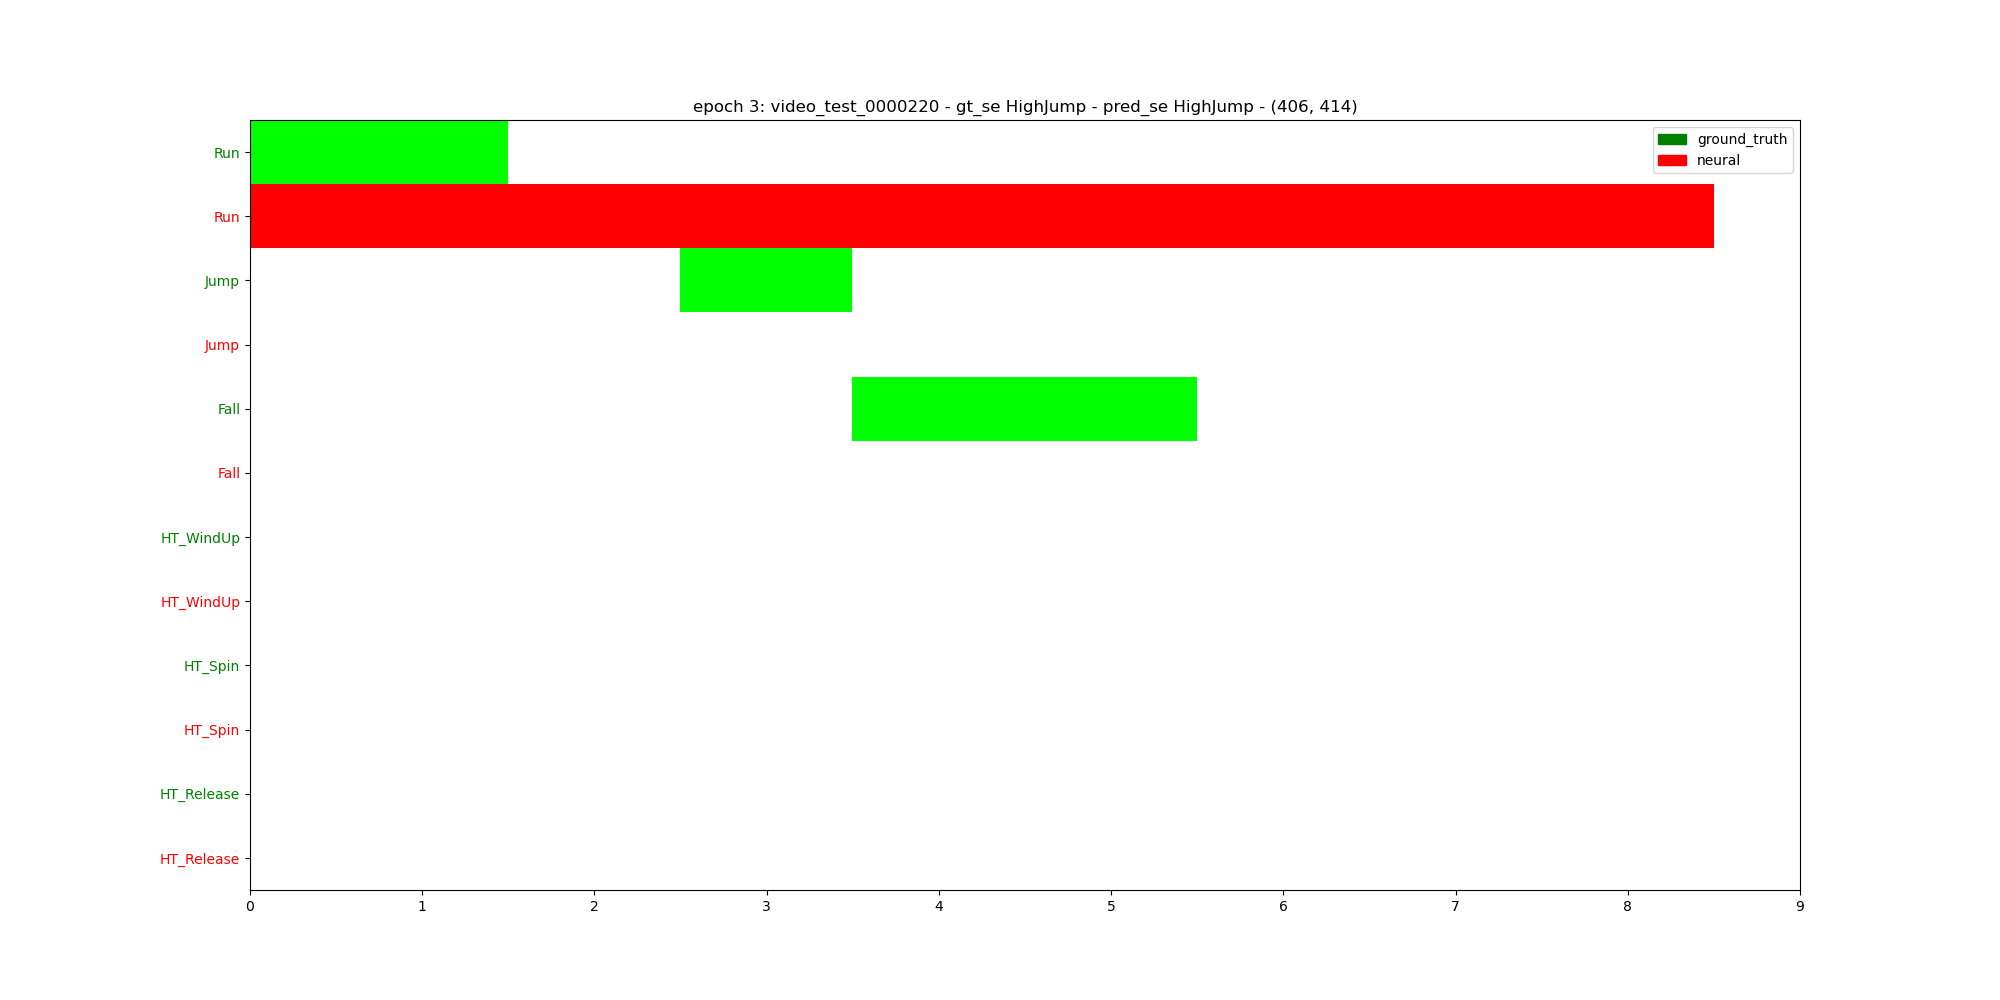 epoch 3: video_test_0000220 - gt_se HighJump - pred_se HighJump - (406, 414)
ground_truth
neural
Run
Run
Jump
Jump
Fall
Fall
HT_WindUp
HT_WindUp
HT_Spin
HT_Spin
HT_Release
HT_Release
0 1 2 3 4 5 6 7 8 9